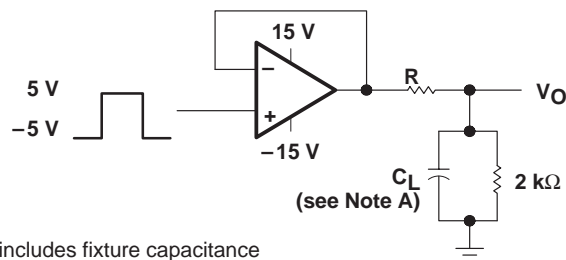 15 V
−
R
VO
5 V
−5 V
+
−15 V
CL
(see Note A)
2 kΩ
includes fixture capacitance